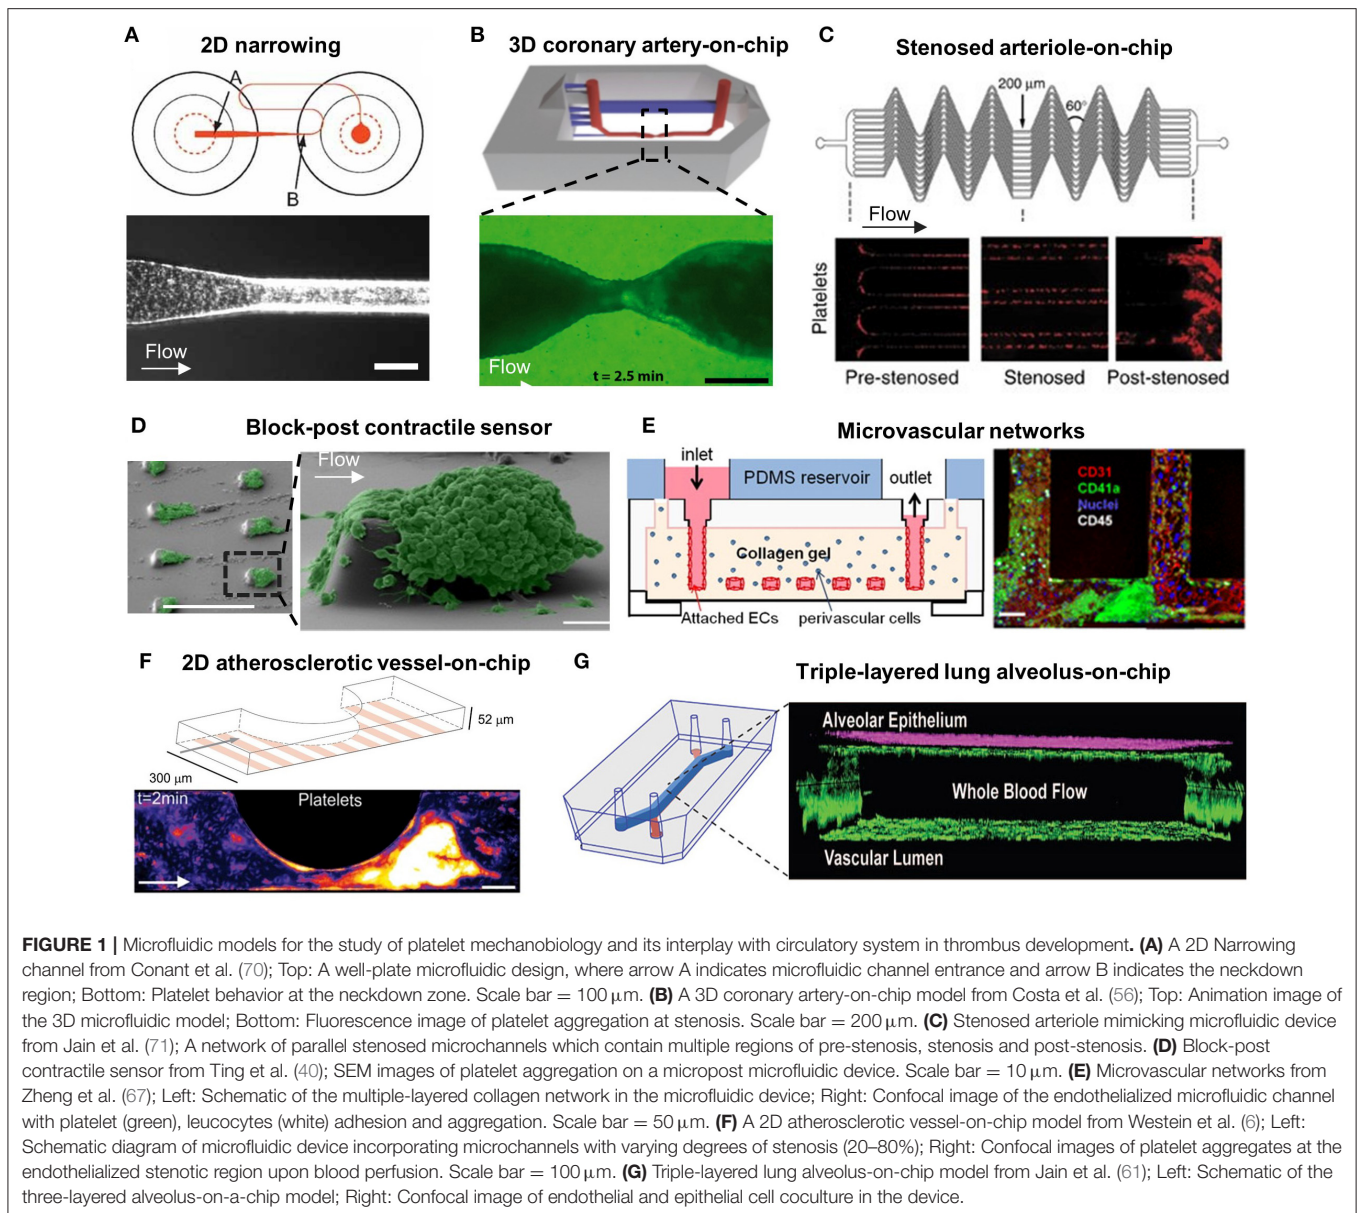 A
2D narrowing
A
B
Flow
B
3D coronary artery-on-chip
Flow
t = 2.5 min
C
Stenosed arteriole-on-chip
200 μm
60°
Flow
Platelets
Pre-stenosed
Stenosed
Post-stenosed
D
Block-post contractile sensor
Flow
E
Microvascular networks
inlet
PDMS reservoir
outlet
Collagen gel
Attached ECs
perivascular cells
CD31
CD41a
Nuclei
CD45
F
2D atherosclerotic vessel-on-chip
52 μm
300 μm
t=2min
Platelets
G
Triple-layered lung alveolus-on-chip
Alveolar Epithelium
Whole Blood Flow
Vascular Lumen
FIGURE 1 | Microfluidic models for the study of platelet mechanobiology and its interplay with circulatory system in thrombus development. (A) A 2D Narrowing
channel from Conant et al. (70); Top: A well-plate microfluidic design, where arrow A indicates microfluidic channel entrance and arrow B indicates the neckdown
region; Bottom: Platelet behavior at the neckdown zone. Scale bar = 100 μm. (B) A 3D coronary artery-on-chip model from Costa et al. (56); Top: Animation image of
the 3D microfluidic model; Bottom: Fluorescence image of platelet aggregation at stenosis. Scale bar = 200 μm. (C) Stenosed arteriole mimicking microfluidic device
from Jain et al. (71); A network of parallel stenosed microchannels which contain multiple regions of pre-stenosis, stenosis and post-stenosis. (D) Block-post
contractile sensor from Ting et al. (40); SEM images of platelet aggregation on a micropost microfluidic device. Scale bar = 10 μm. (E) Microvascular networks from
Zheng et al. (67); Left: Schematic of the multiple-layered collagen network in the microfluidic device; Right: Confocal image of the endothelialized microfluidic channel
with platelet (green), leucocytes (white) adhesion and aggregation. Scale bar = 50 μm. (F) A 2D atherosclerotic vessel-on-chip model from Westein et al. (6); Left:
Schematic diagram of microfluidic device incorporating microchannels with varying degrees of stenosis (20–80%); Right: Confocal images of platelet aggregates at the
endothelialized stenotic region upon blood perfusion. Scale bar = 100 μm. (G) Triple-layered lung alveolus-on-chip model from Jain et al. (61); Left: Schematic of the
three-layered alveolus-on-a-chip model; Right: Confocal image of endothelial and epithelial cell coculture in the device.